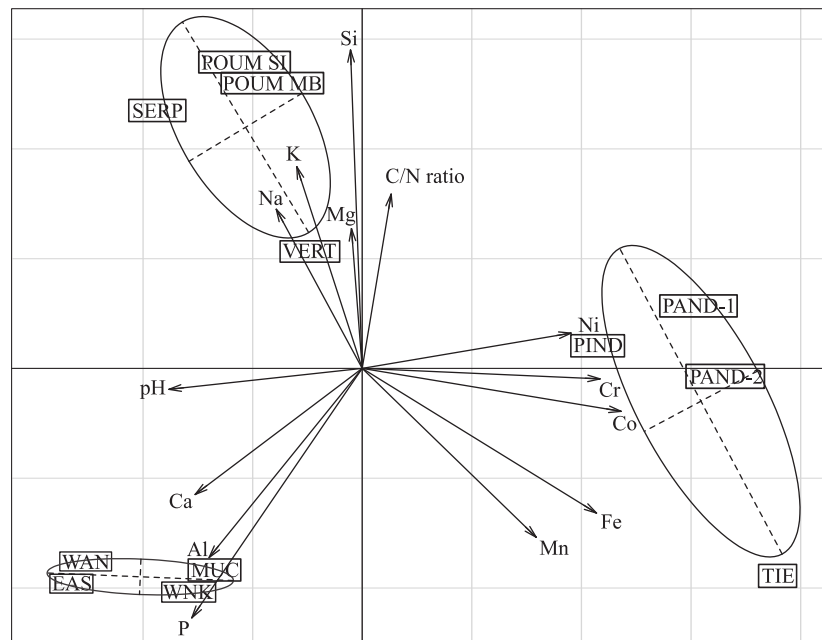 Si
POUM SI
POUM MB
SERP
K
C/N ratio
Na
Mg
VERT
PAND-1
Ni
PIND
PAND-2
pH
Cr
Co
Ca
Fe
Al
Mn
WAN
MUC
EAS
WNK
TIE
P